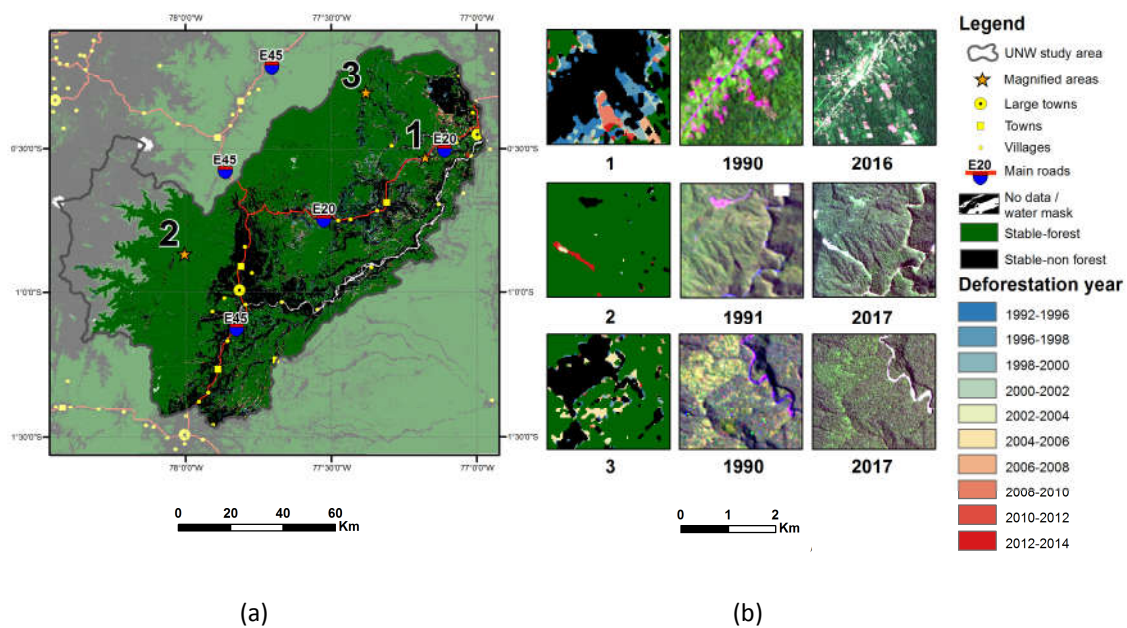 78°0'0"W 77°30'0"W 77°0'0"W
E45
3
1
E20
0°30'0"S 0°30'0"S
E45
E20
2
1°0'0"S 1°0'0"S
E45
1°30'0"S 1°30'0"S
78°0'0"W 77°30'0"W 77°0'0"W
0 20 40 60
Km
(a)
1 1990 2016
2 1991 2017
3 1990 2017
0 1 2
Km
(b)
Legend
UNW study area
Magnified areas
Large towns
Towns
Villages
E20 Main roads
No data /
water mask
Stable-forest
Stable-non forest
Deforestation year
1992-1996
1996-1998
1998-2000
2000-2002
2002-2004
2004-2006
2006-2008
2008-2010
2010-2012
2012-2014